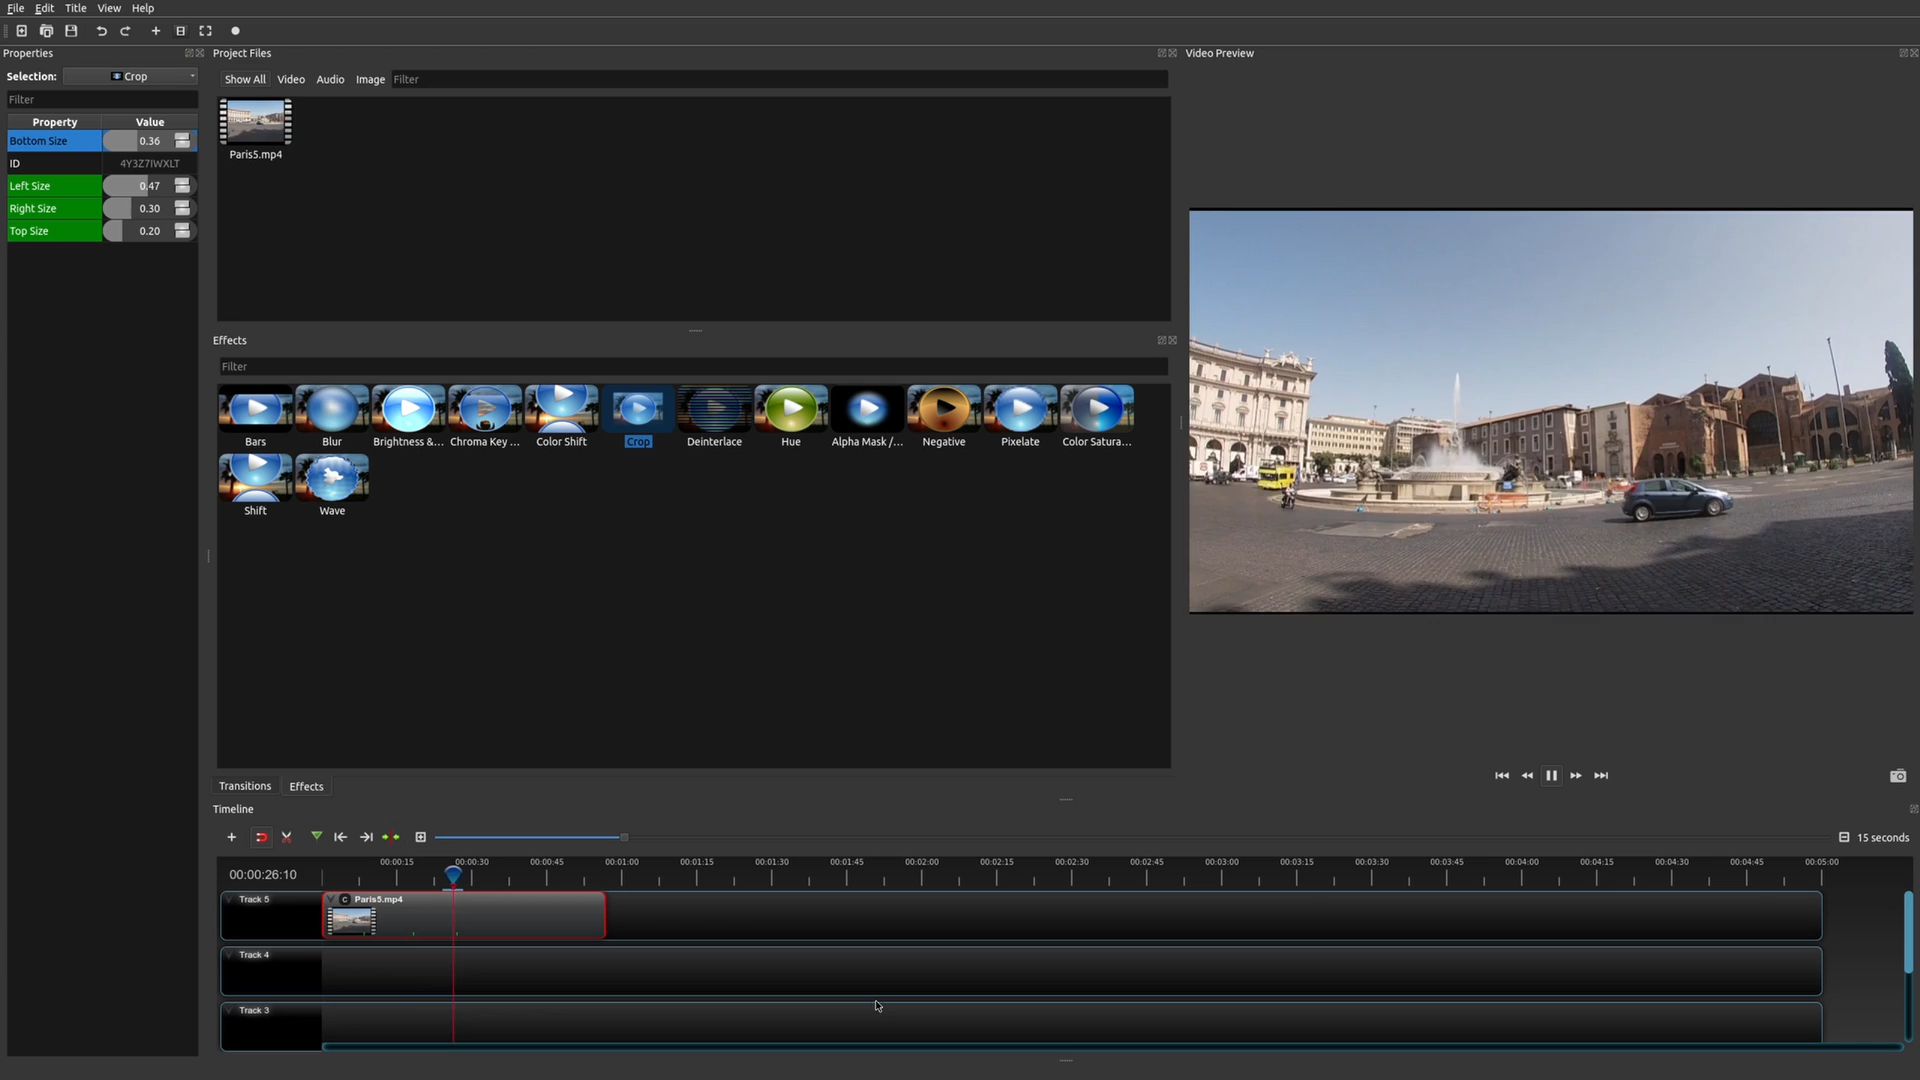 File Edit Title View Help
Properties
Project Files
Video Preview
Selection: Crop
Show All Video Audio Image Filter
Filter
Property Value
Bottom Size 0.36
ID 4Y3Z7IWXLT
Left Size 0.47
Right Size 0.30
Top Size 0.20
Paris5.mp4
Effects
Filter
Bars Blur Brightness &... Chroma Key ... Color Shift Crop Deinterlace Hue Alpha Mask /... Negative Pixelate Color Satura...
Shift Wave
Transitions Effects
Timeline
15 seconds
00:00:26:10
00:00:15 00:00:30 00:00:45 00:01:00 00:01:15 00:01:30 00:01:45 00:02:00 00:02:15 00:02:30 00:02:45 00:03:00 00:03:15 00:03:30 00:03:45 00:04:00 00:04:15 00:04:30 00:04:45 00:05:00
Track 5
C Paris5.mp4
Track 4
Track 3